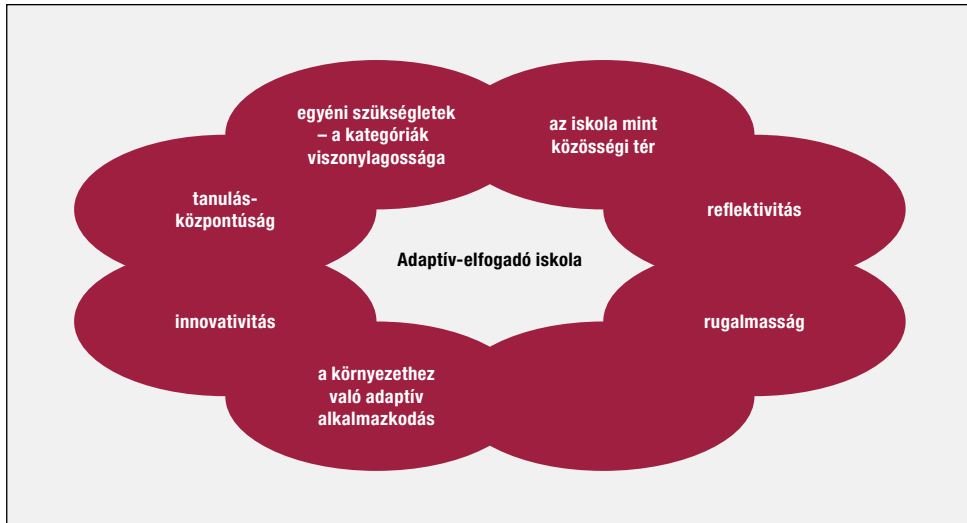 egyéni szükségletek
– a kategóriák
viszonylagossága
az iskola mint
közösségi tér
tanulás-
központúság
reflektivitás
Adaptív-elfogadó iskola
innovativitás
rugalmasság
a környezethez
való adaptív
alkalmazkodás